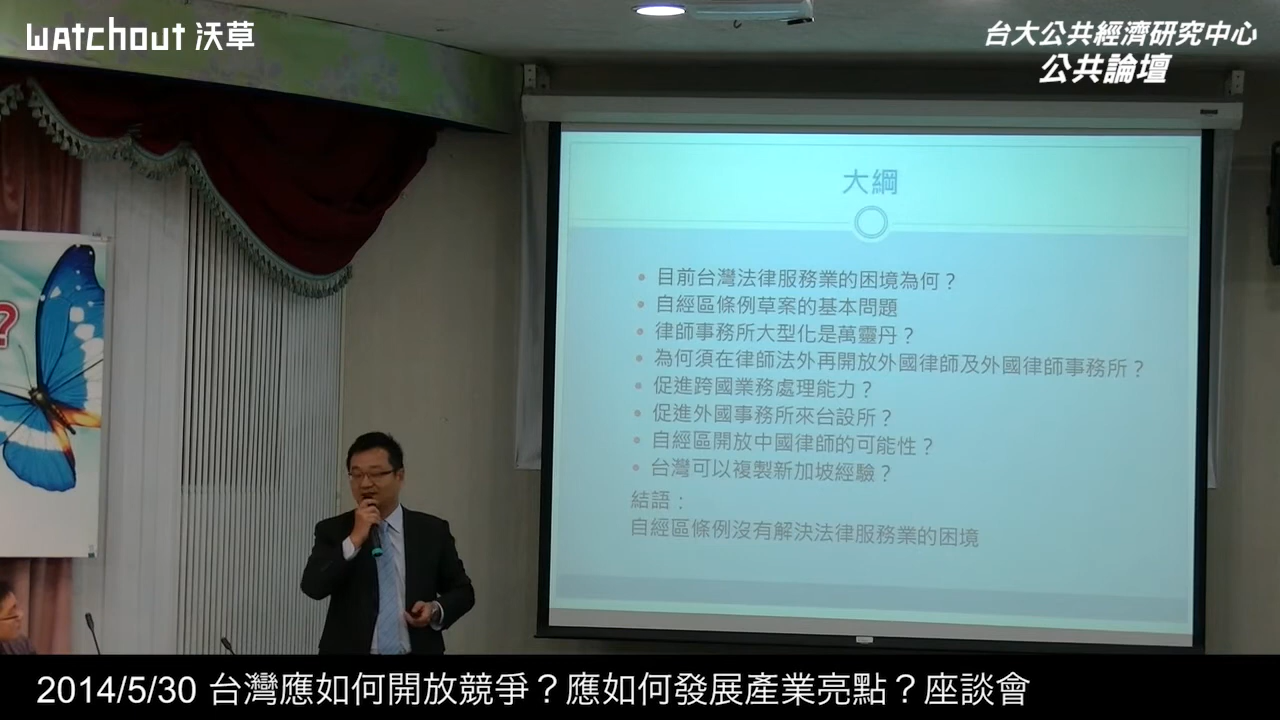 watchout 沃草
台大公共經濟研究中心
公共論壇
大綱
• 目前台灣法律服務業的困境為何？
• 自經區條例草案的基本問題
• 律師事務所大型化是萬靈丹？
• 為何須在律師法外再開放外國律師及外國律師事務所？
• 促進跨國業務處理能力？
• 促進外國事務所來台設所？
• 自經區開放中國律師的可能性？
• 台灣可以複製新加坡經驗？
結語：
自經區條例沒有解決法律服務業的困境
?
2014/5/30 台灣應如何開放競爭？應如何發展產業亮點？座談會